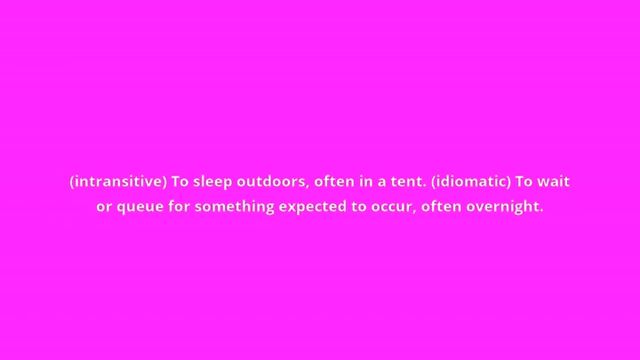 (intransitive) To sleep outdoors, often in a tent. (idiomatic) To wait
or queue for something expected to occur, often overnight.